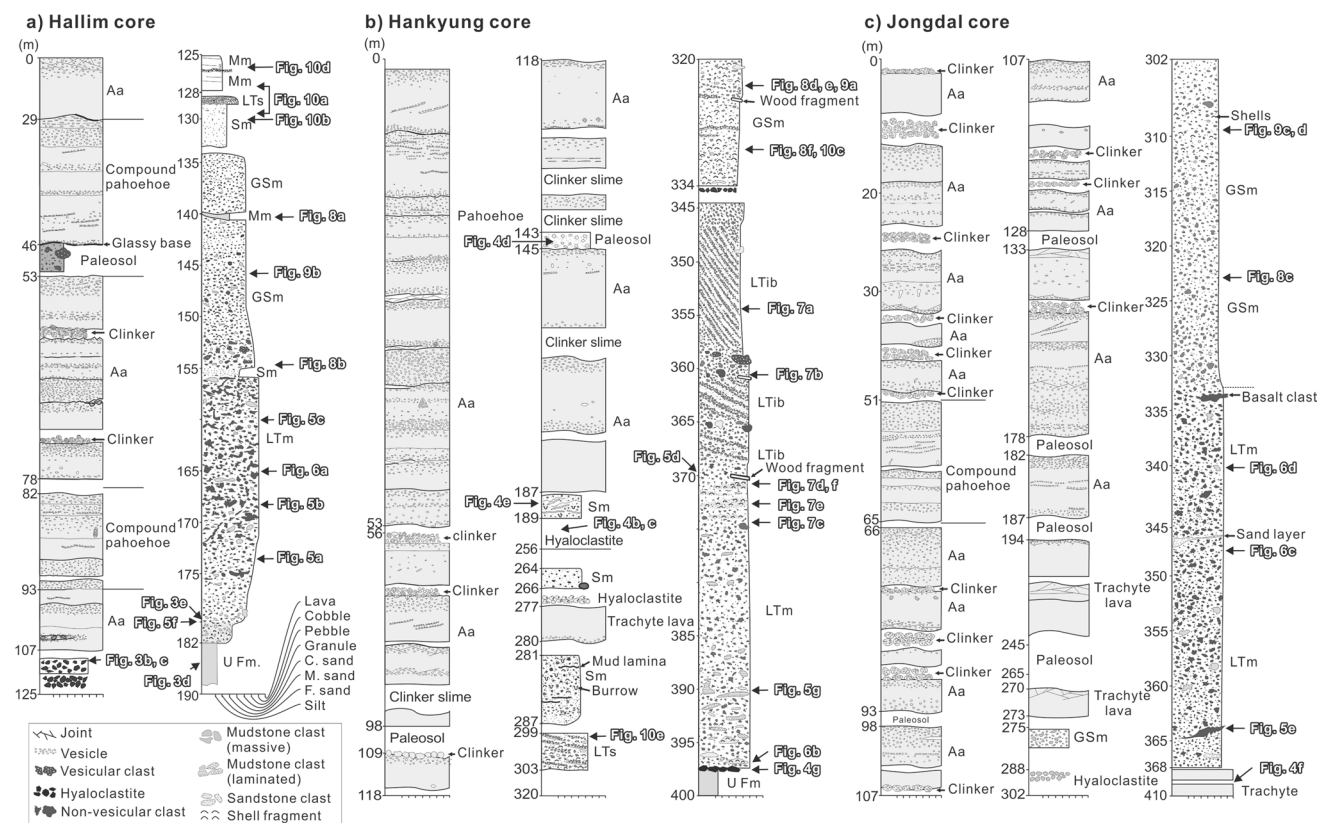 a) Hallim core
(m)
0
29
46
53
78
82
93
107
125
Aa
Compound
pahoehoe
Glassy base
Paleosol
Clinker
Aa
Clinker
Compound
pahoehoe
Aa
Fig. 3b, c
125
128
130
135
140
145
150
155
165
170
175
182
190
Mm
Fig. 10d
Mm
LTs
Fig. 10a
Sm
Fig. 10b
GSm
Mm
Fig. 8a
Fig. 9b
GSm
Fig. 8b
Sm
Fig. 5c
LTm
Fig. 6a
Fig. 5b
Fig. 5a
Fig. 3e
Fig. 5f
U Fm.
Fig. 3d
Lava
Cobble
Pebble
Granule
C. sand
M. sand
F. sand
Silt
Joint
Vesicle
Vesicular clast
Hyaloclastite
Non-vesicular clast
Mudstone clast
(massive)
Mudstone clast
(laminated)
Sandstone clast
Shell fragment
b) Hankyung core
(m)
0
53
56
98
109
118
Pahoehoe
Aa
clinker
Clinker
Aa
Clinker slime
Paleosol
Clinker
118
143
145
187
189
256
264
266
277
280
281
287
299
303
320
Aa
Clinker slime
Clinker slime
Fig. 4d
Paleosol
Aa
Clinker slime
Aa
Fig. 4e
Sm
Fig. 4b, c
Hyaloclastite
Sm
Hyaloclastite
Trachyte lava
Mud lamina
Sm
Burrow
Fig. 10e
LTs
320
334
345
350
355
360
365
370
385
390
395
400
Fig. 8d, e, 9a
Wood fragment
GSm
Fig. 8f, 10c
LTib
Fig. 7a
Fig. 7b
LTib
LTib
Fig. 5d
Wood fragment
Fig. 7d, f
Fig. 7e
Fig. 7c
LTm
Fig. 5g
Fig. 6b
Fig. 4g
U Fm
c) Jongdal core
(m)
0
20
30
51
65
66
93
98
107
Clinker
Aa
Clinker
Aa
Clinker
Aa
Clinker
Aa
Clinker
Aa
Clinker
Compound
pahoehoe
Aa
Clinker
Aa
Clinker
Clinker
Aa
Paleosol
Aa
Clinker
107
128
133
178
182
187
194
245
265
270
273
275
288
302
Aa
Clinker
Clinker
Aa
Paleosol
Clinker
Aa
Paleosol
Aa
Paleosol
Trachyte
lava
Paleosol
Trachyte
lava
GSm
Hyaloclastite
302
310
315
320
325
330
335
340
345
350
355
360
365
368
410
Shells
Fig. 9c, d
GSm
Fig. 8c
GSm
Basalt clast
LTm
Fig. 6d
Sand layer
Fig. 6c
LTm
Fig. 5e
Fig. 4f
Trachyte